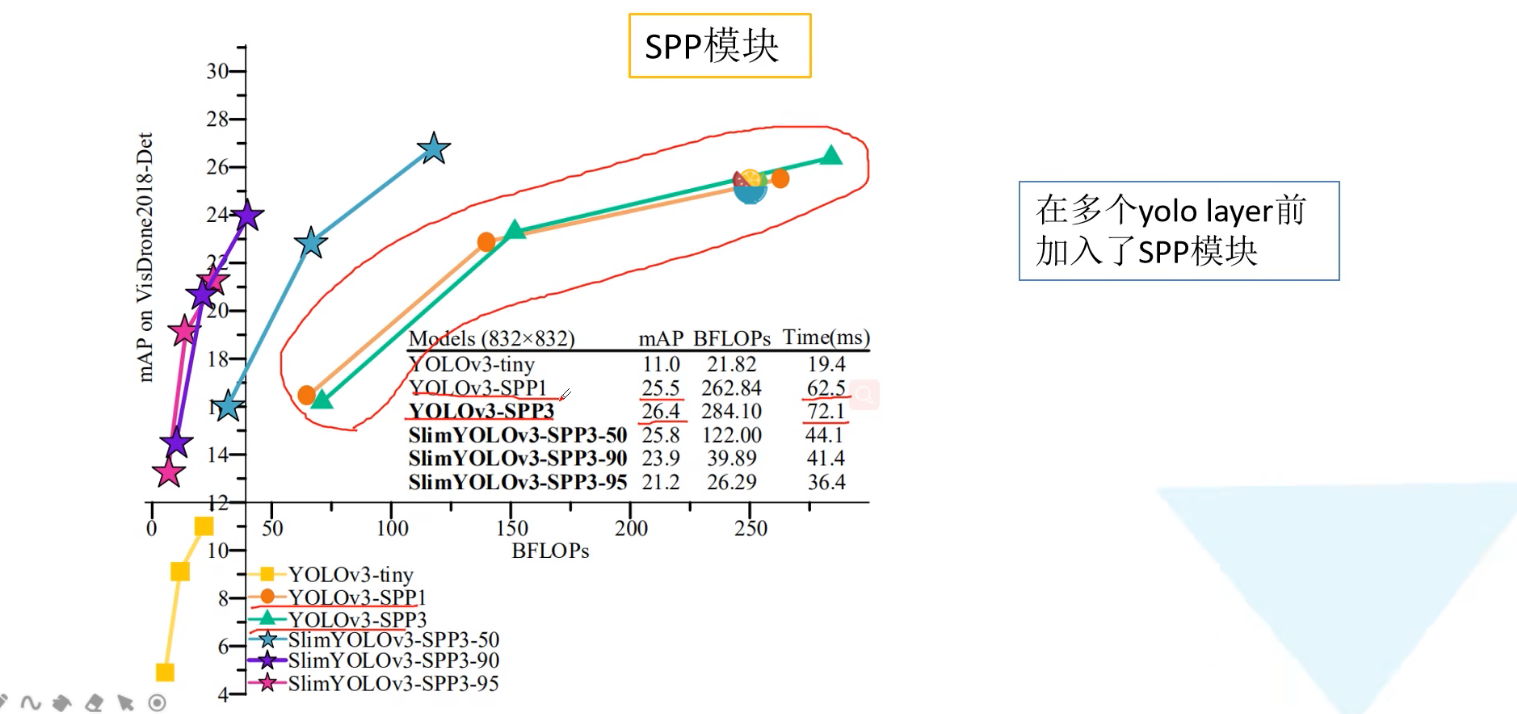 SPP模块
30
28
26
24
22
20
18
16
14
12
10
8
6
4
mAP on VisDrone2018-Det
在多个yolo layer前
加入了SPP模块
Models (832×832) mAP BFLOPs Time(ms)
YOLOv3-tiny 11.0 21.82 19.4
YOLOv3-SPP1 25.5 262.84 62.5
YOLOv3-SPP3 26.4 284.10 72.1
SlimYOLOv3-SPP3-50 25.8 122.00 44.1
SlimYOLOv3-SPP3-90 23.9 39.89 41.4
SlimYOLOv3-SPP3-95 21.2 26.29 36.4
0 50 100 150 200 250
BFLOPs
YOLOv3-tiny
YOLOv3-SPP1
YOLOv3-SPP3
SlimYOLOv3-SPP3-50
SlimYOLOv3-SPP3-90
SlimYOLOv3-SPP3-95